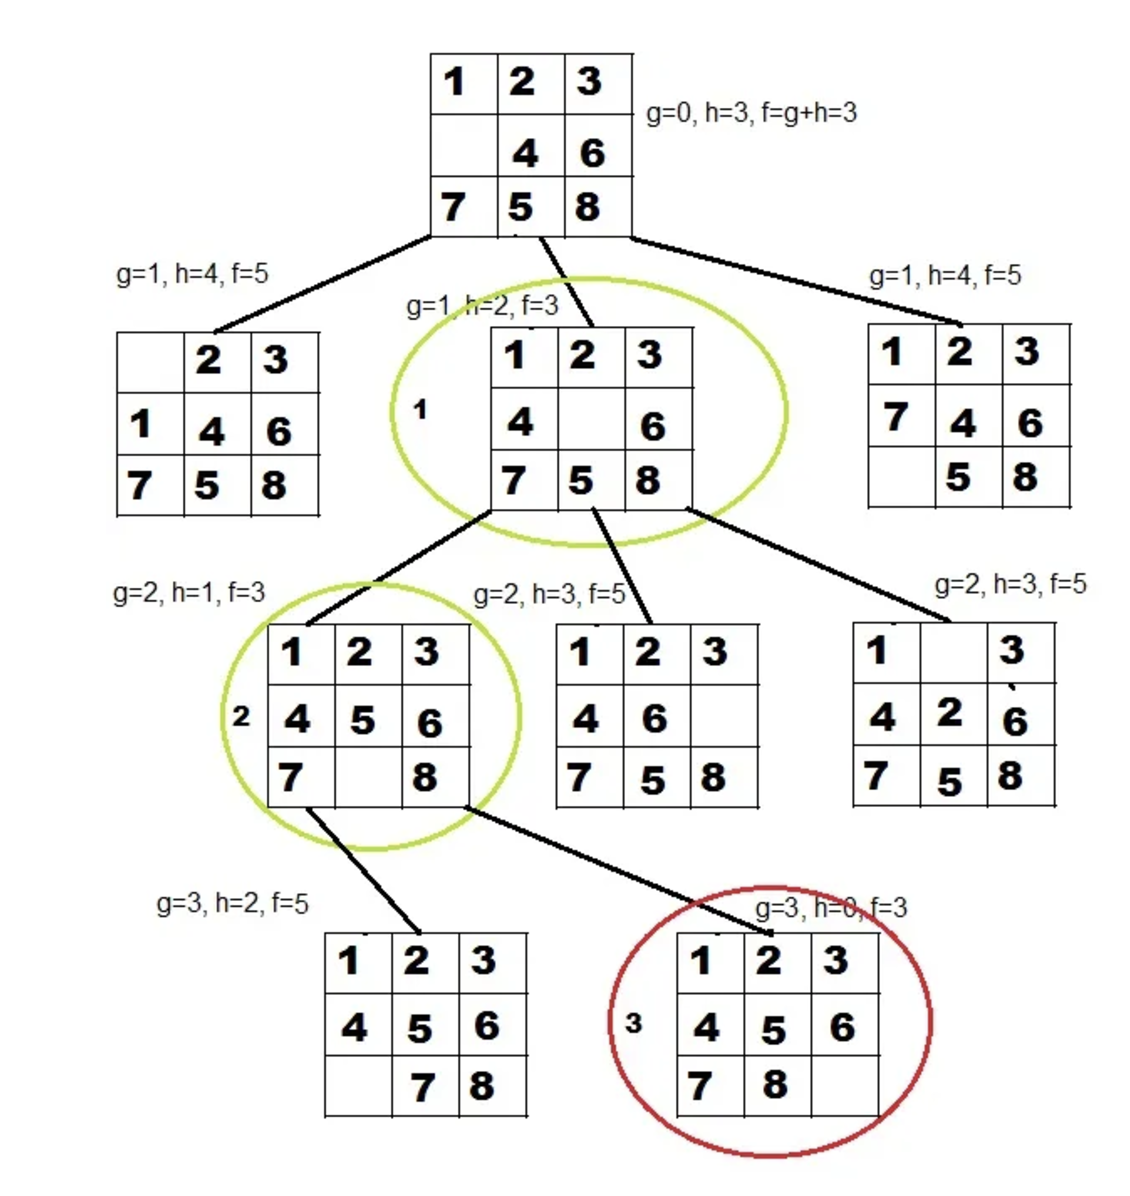 1 2 3
g=0, h=3, f=g+h=3
4 6
7 5 8
g=1, h=4, f=5
2 3
1 4 6
7 5 8
g=1, h=2, f=3
1
1 2 3
4 6
7 5 8
g=1, h=4, f=5
1 2 3
7 4 6
5 8
g=2, h=1, f=3
2
1 2 3
4 5 6
7 8
g=2, h=3, f=5
1 2 3
4 6
7 5 8
g=2, h=3, f=5
1 3
4 2 6
7 5 8
g=3, h=2, f=5
1 2 3
4 5 6
7 8
g=3, h=0, f=3
3
1 2 3
4 5 6
7 8